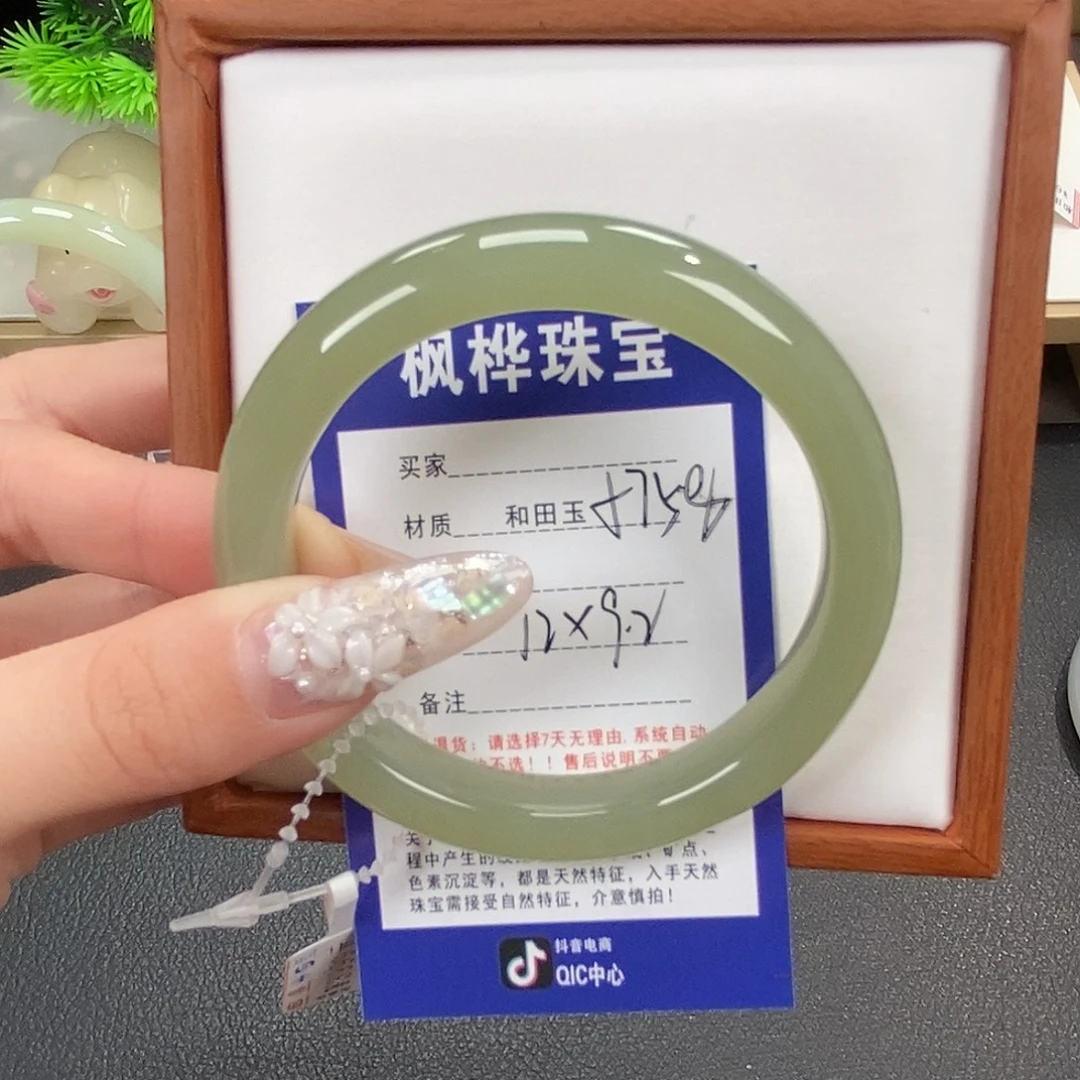 枫桦珠宝
买家
材质 和田玉
12×9.2
备注
退货：请选择7天无理由,系统自动
不选！！售后说明不
程中产生的 矿点、
色素沉淀等，都是天然特征，入手天然
珠宝需接受自然特征，介意慎拍！
抖音电商
QIC中心